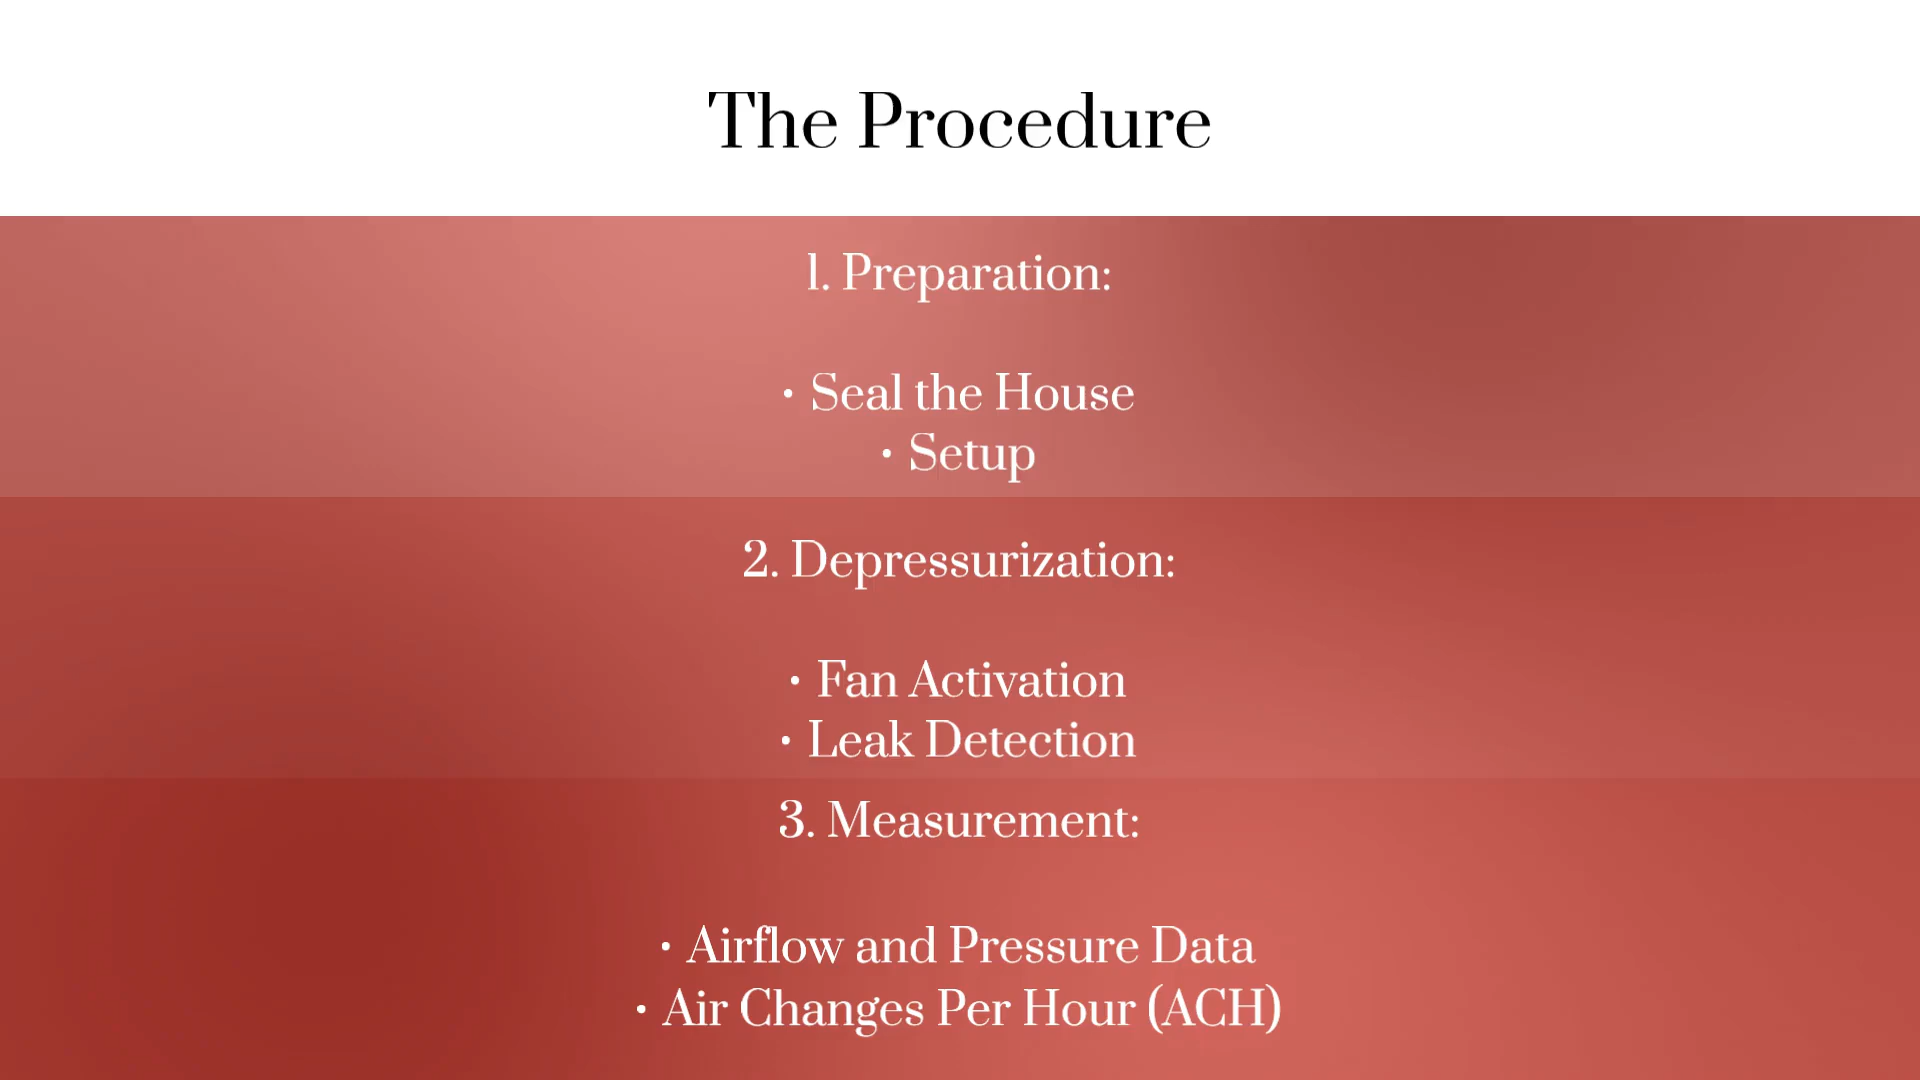 The Procedure
1. Preparation:
• Seal the House
• Setup
2. Depressurization:
• Fan Activation
• Leak Detection
3. Measurement:
• Airflow and Pressure Data
• Air Changes Per Hour (ACH)